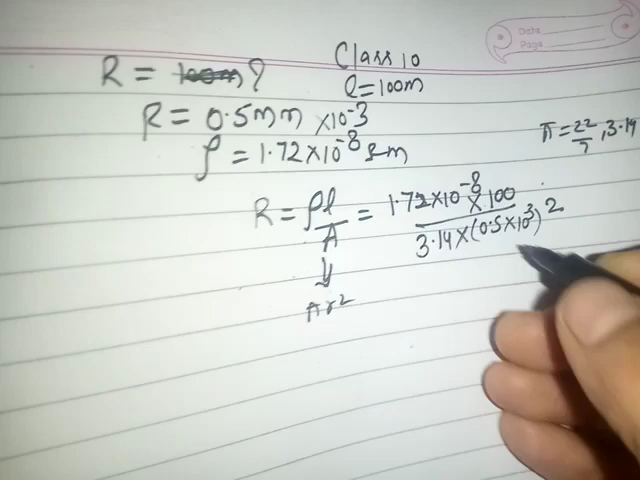 Date
Page
Class 10
R = 100m ?
l = 100m
R = 0.5mm ×10-3
π = 22/7, 3.14
ρ = 1.72×10-8 Ωm
R = ρl/A = 1.72×10-8 ×100 / 3.14×(0.5×10-3)2
πr2